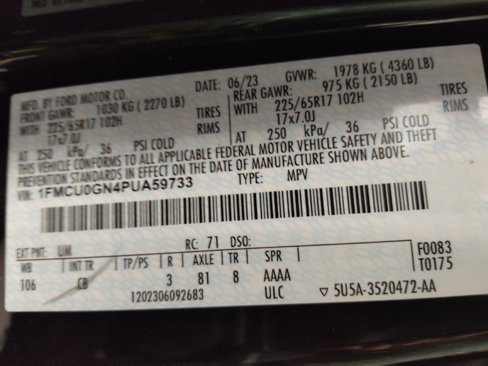 MFD. BY FORD MOTOR CO.
DATE: 06/23 GVWR: 1978 KG ( 4360 LB)
FRONT GAWR: 1030 KG ( 2270 LB) REAR GAWR: 975 KG ( 2150 LB)
WITH 225/65R17 102H TIRES WITH 225/65R17 102H TIRES
17x7.0J RIMS 17x7.0J RIMS
AT 250 kPa/ 36 PSI COLD AT 250 kPa/ 36 PSI COLD
THIS VEHICLE CONFORMS TO ALL APPLICABLE FEDERAL MOTOR VEHICLE SAFETY AND THEFT
PREVENTION STANDARDS IN EFFECT ON THE DATE OF MANUFACTURE SHOWN ABOVE.
VIN: 1FMCU0GN4PUA59733 TYPE: MPV
EXT PNT: UM RC: 71 DSO: F0083
WB INT TR TP/PS R AXLE TR SPR T0175
106 CB 3 81 8 AAAA
1202306092683 ULC ▽ 5U5A-3520472-AA